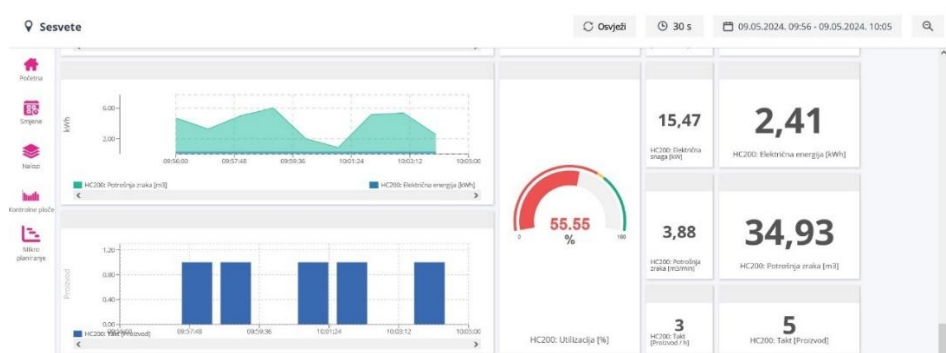 Sesvete
Osvježi
30 s
09.05.2024. 09:56 - 09.05.2024. 10:05
Početna
Smjene
Nalozi
Kontrolne ploče
Mikro
planiranje
kWh
6.00
2.00
09:56:00 09:57:48 09:59:36 10:01:24 10:03:12 10:05:00
HC200: Potrošnja zraka [m3]
HC200: Električna energija [kWh]
Proizvod
1.20
0.80
0.40
0.00
09:57:48 09:59:36 10:01:24 10:03:12 10:05:00
HC200: Takt [Proizvod]
55.55
%
0
100
HC200: Utilizacija [%]
15,47
HC200: Električna
snaga [kW]
2,41
HC200: Električna energija [kWh]
3,88
HC200: Potrošnja
zraka [m3/min]
34,93
HC200: Potrošnja zraka [m3]
3
HC200: Takt
[Proizvod / h]
5
HC200: Takt [Proizvod]